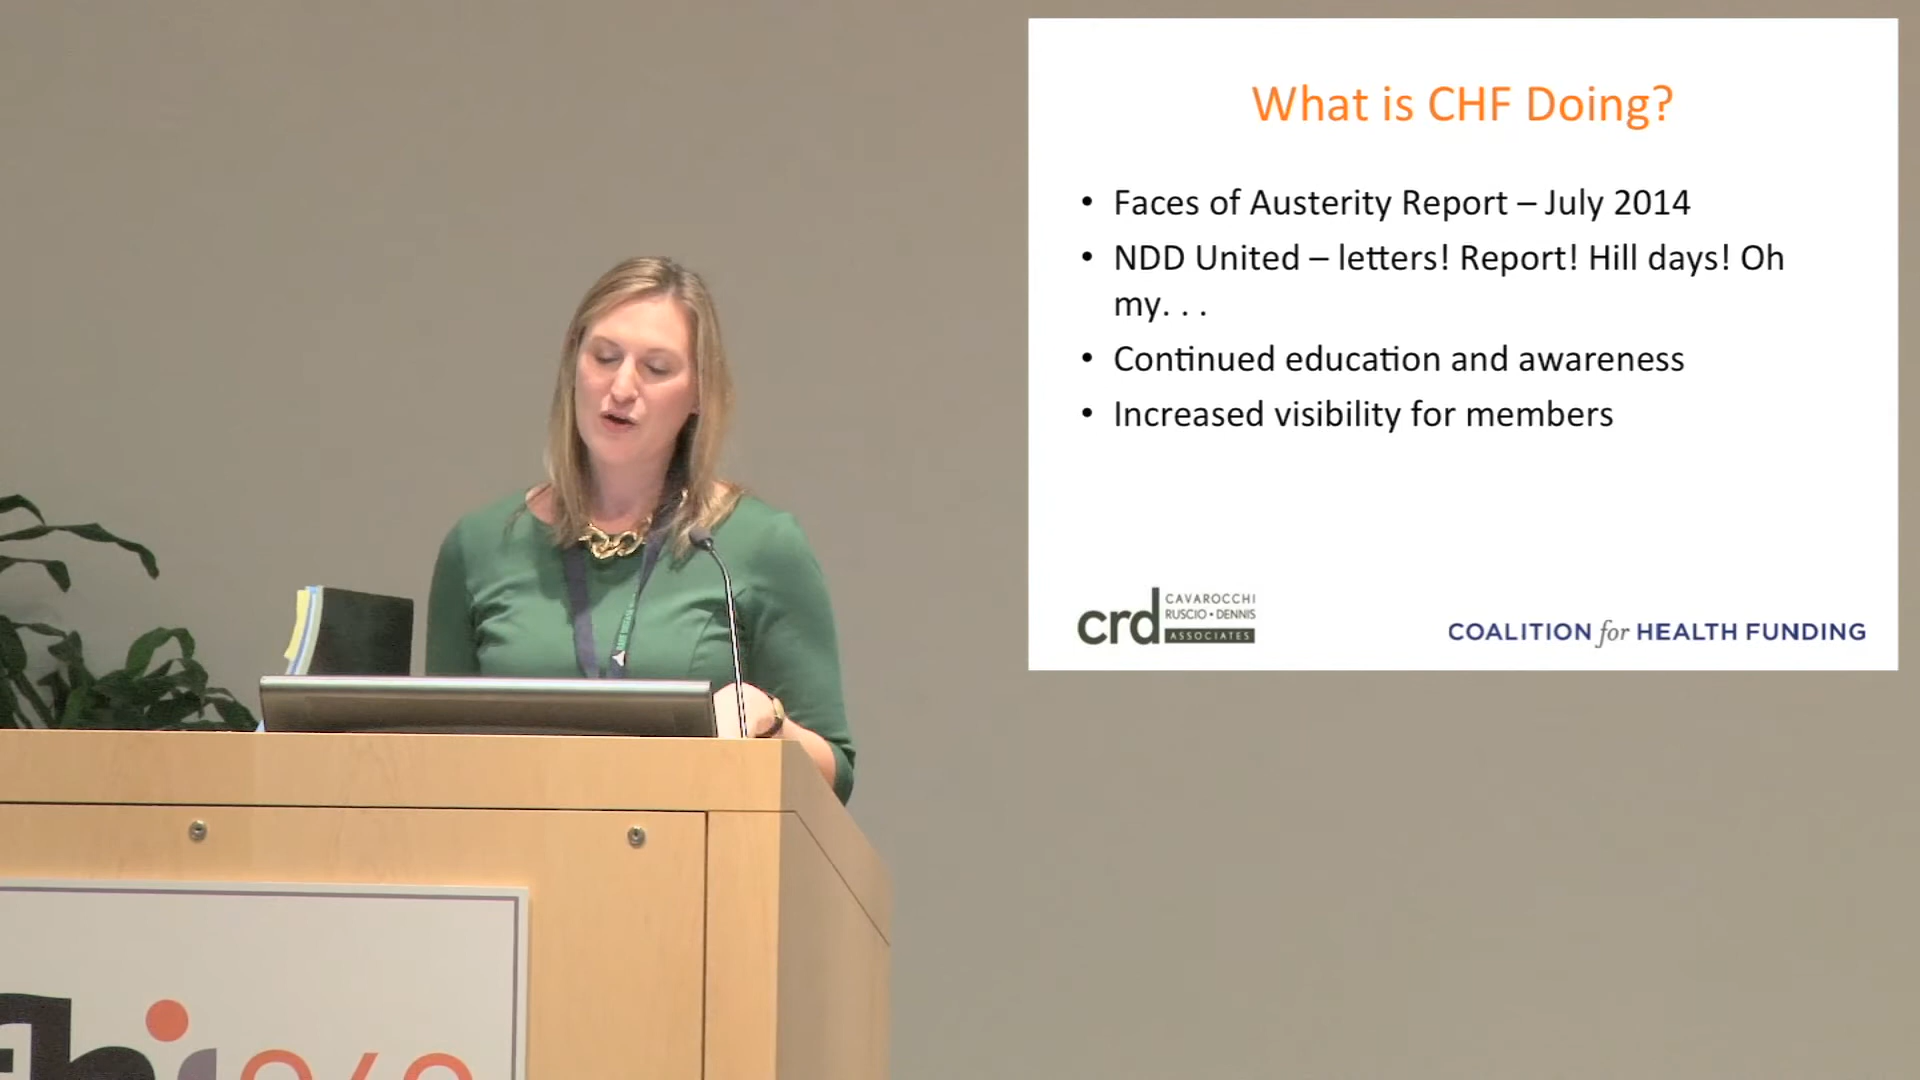 What is CHF Doing?
• Faces of Austerity Report – July 2014
• NDD United – letters! Report! Hill days! Oh
my. . .
• Continued education and awareness
• Increased visibility for members
crd
CAVAROCCHI
RUSCIO • DENNIS
ASSOCIATES
COALITION for HEALTH FUNDING
fhi360